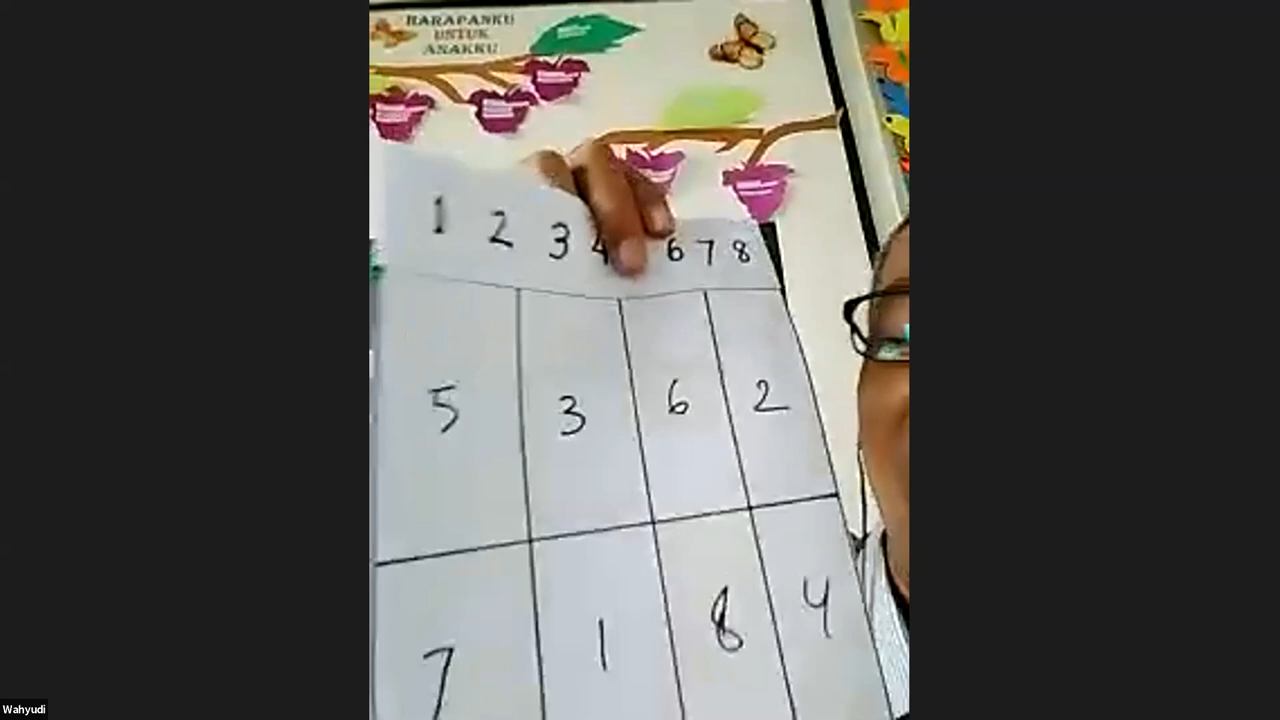 HARAPANKU
UNTUK
ANAKKU
1 2 3 4 6 7 8
5 3 6 2
7 1 8 4
Wahyudi